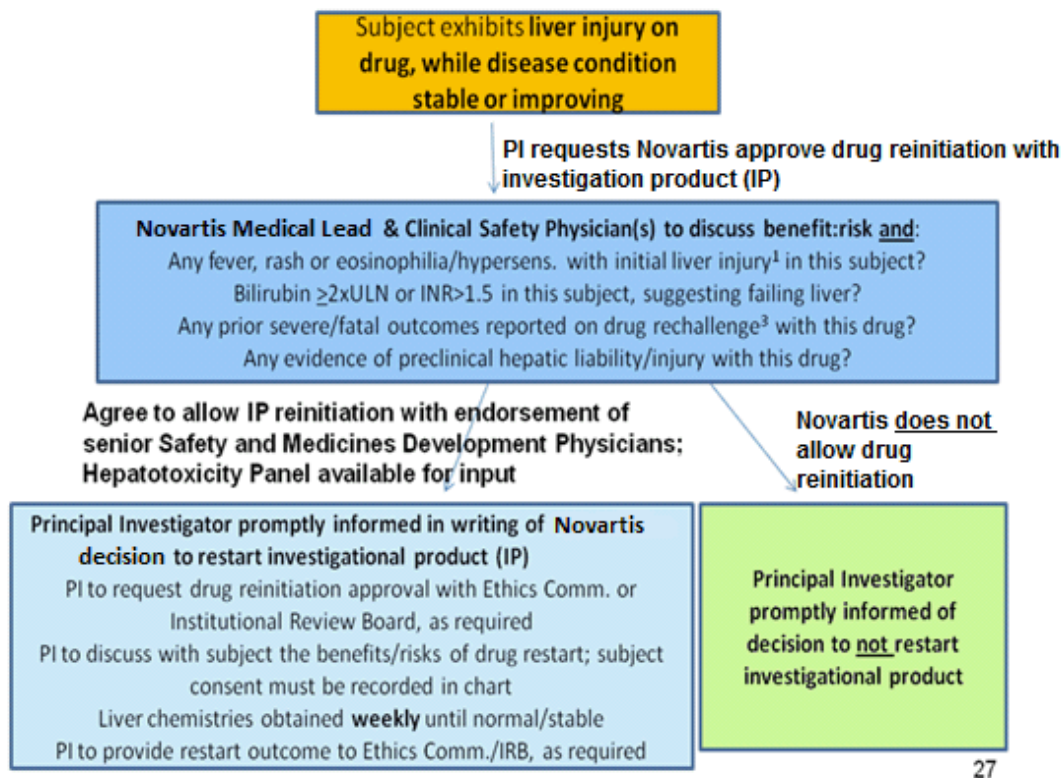 Subject exhibits liver injury on
drug, while disease condition
stable or improving
PI requests Novartis approve drug reinitiation with
investigation product (IP)
Novartis Medical Lead & Clinical Safety Physician(s) to discuss benefit:risk and:
Any fever, rash or eosinophilia/hypersens. with initial liver injury¹ in this subject?
Bilirubin ≥2xULN or INR>1.5 in this subject, suggesting failing liver?
Any prior severe/fatal outcomes reported on drug rechallenge³ with this drug?
Any evidence of preclinical hepatic liability/injury with this drug?
Agree to allow IP reinitiation with endorsement of
senior Safety and Medicines Development Physicians;
Hepatotoxicity Panel available for input
Novartis does not
allow drug
reinitiation
Principal Investigator promptly informed in writing of Novartis
decision to restart investigational product (IP)
PI to request drug reinitiation approval with Ethics Comm. or
Institutional Review Board, as required
PI to discuss with subject the benefits/risks of drug restart; subject
consent must be recorded in chart
Liver chemistries obtained weekly until normal/stable
PI to provide restart outcome to Ethics Comm./IRB, as required
Principal Investigator
promptly informed of
decision to not restart
investigational product
27